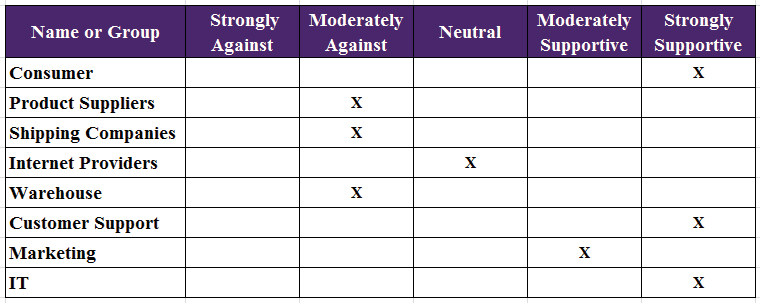 Name or Group Strongly Against Moderately Against Neutral Moderately Supportive Strongly Supportive
Consumer X
Product Suppliers X
Shipping Companies X
Internet Providers X
Warehouse X
Customer Support X
Marketing X
IT X